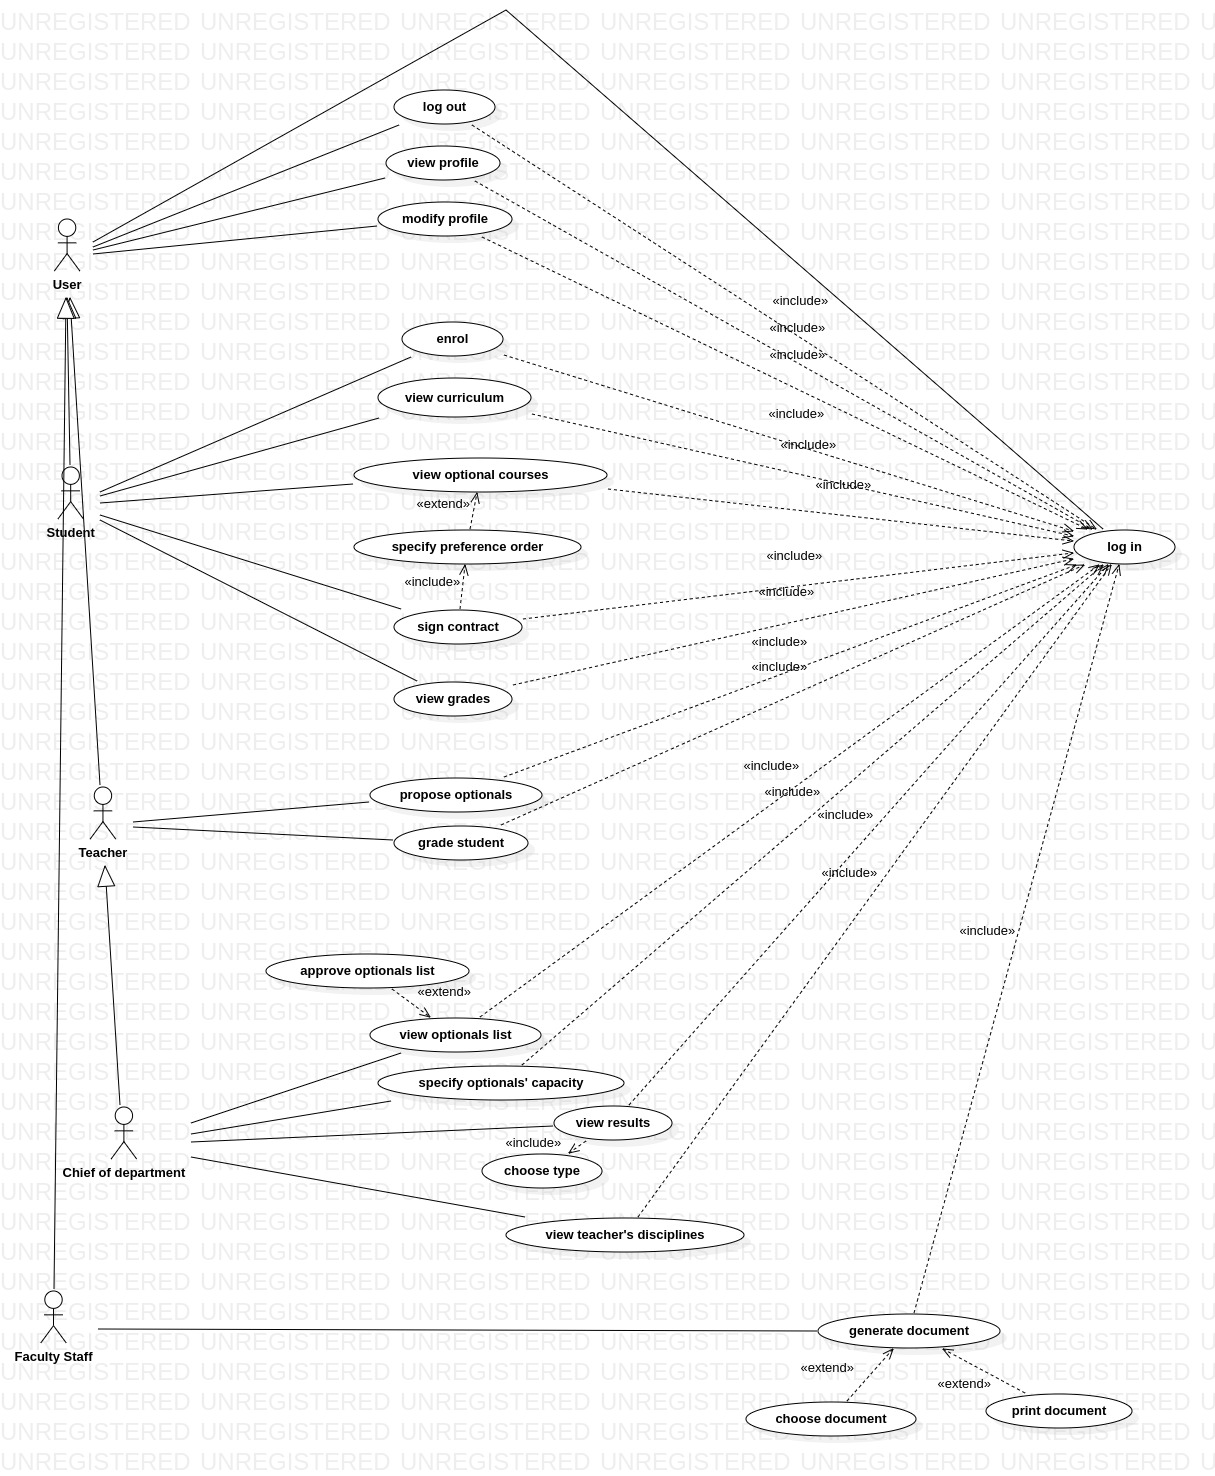 log out
view profile
modify profile
User
«include»
«include»
«include»
enrol
view curriculum
«include»
«include»
view optional courses
«include»
«extend»
Student
specify preference order
log in
«include»
«include»
«include»
sign contract
«include»
«include»
view grades
«include»
propose optionals
«include»
«include»
grade student
Teacher
«include»
«include»
approve optionals list
«extend»
view optionals list
specify optionals' capacity
view results
«include»
choose type
Chief of department
view teacher's disciplines
generate document
Faculty Staff
«extend»
«extend»
choose document
print document
UNREGISTERED